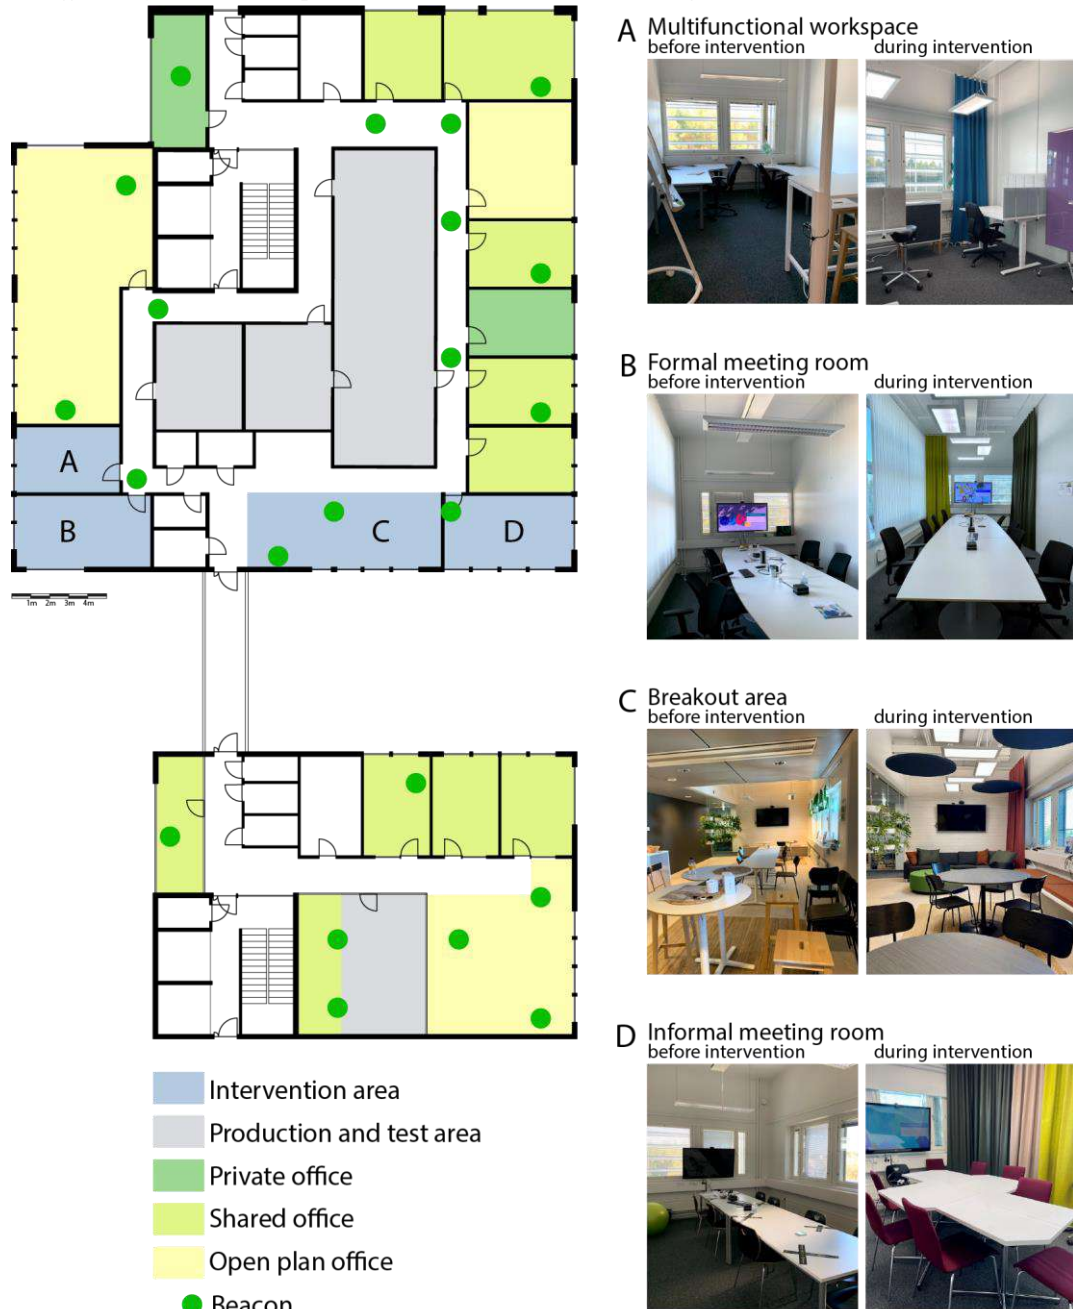 A Multifunctional workspace
before intervention
during intervention
B Formal meeting room
before intervention
during intervention
C Breakout area
before intervention
during intervention
D Informal meeting room
before intervention
during intervention
A
B
C
D
1m 2m 3m 4m
Intervention area
Production and test area
Private office
Shared office
Open plan office
Beacon